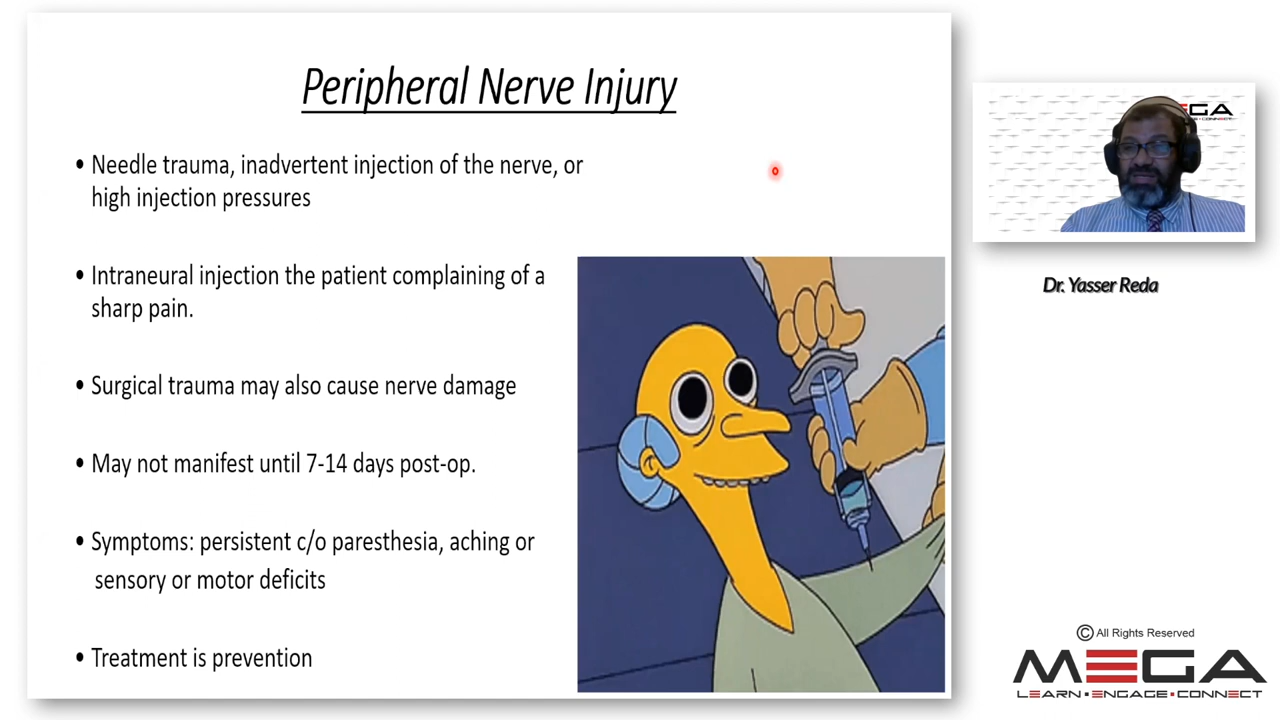 Peripheral Nerve Injury
• Needle trauma, inadvertent injection of the nerve, or
high injection pressures
• Intraneural injection the patient complaining of a
sharp pain.
• Surgical trauma may also cause nerve damage
• May not manifest until 7-14 days post-op.
• Symptoms: persistent c/o paresthesia, aching or
sensory or motor deficits
• Treatment is prevention
EGA
Dr. Yasser Reda
© All Rights Reserved
MEGA
LEARN • ENGAGE • CONNECT